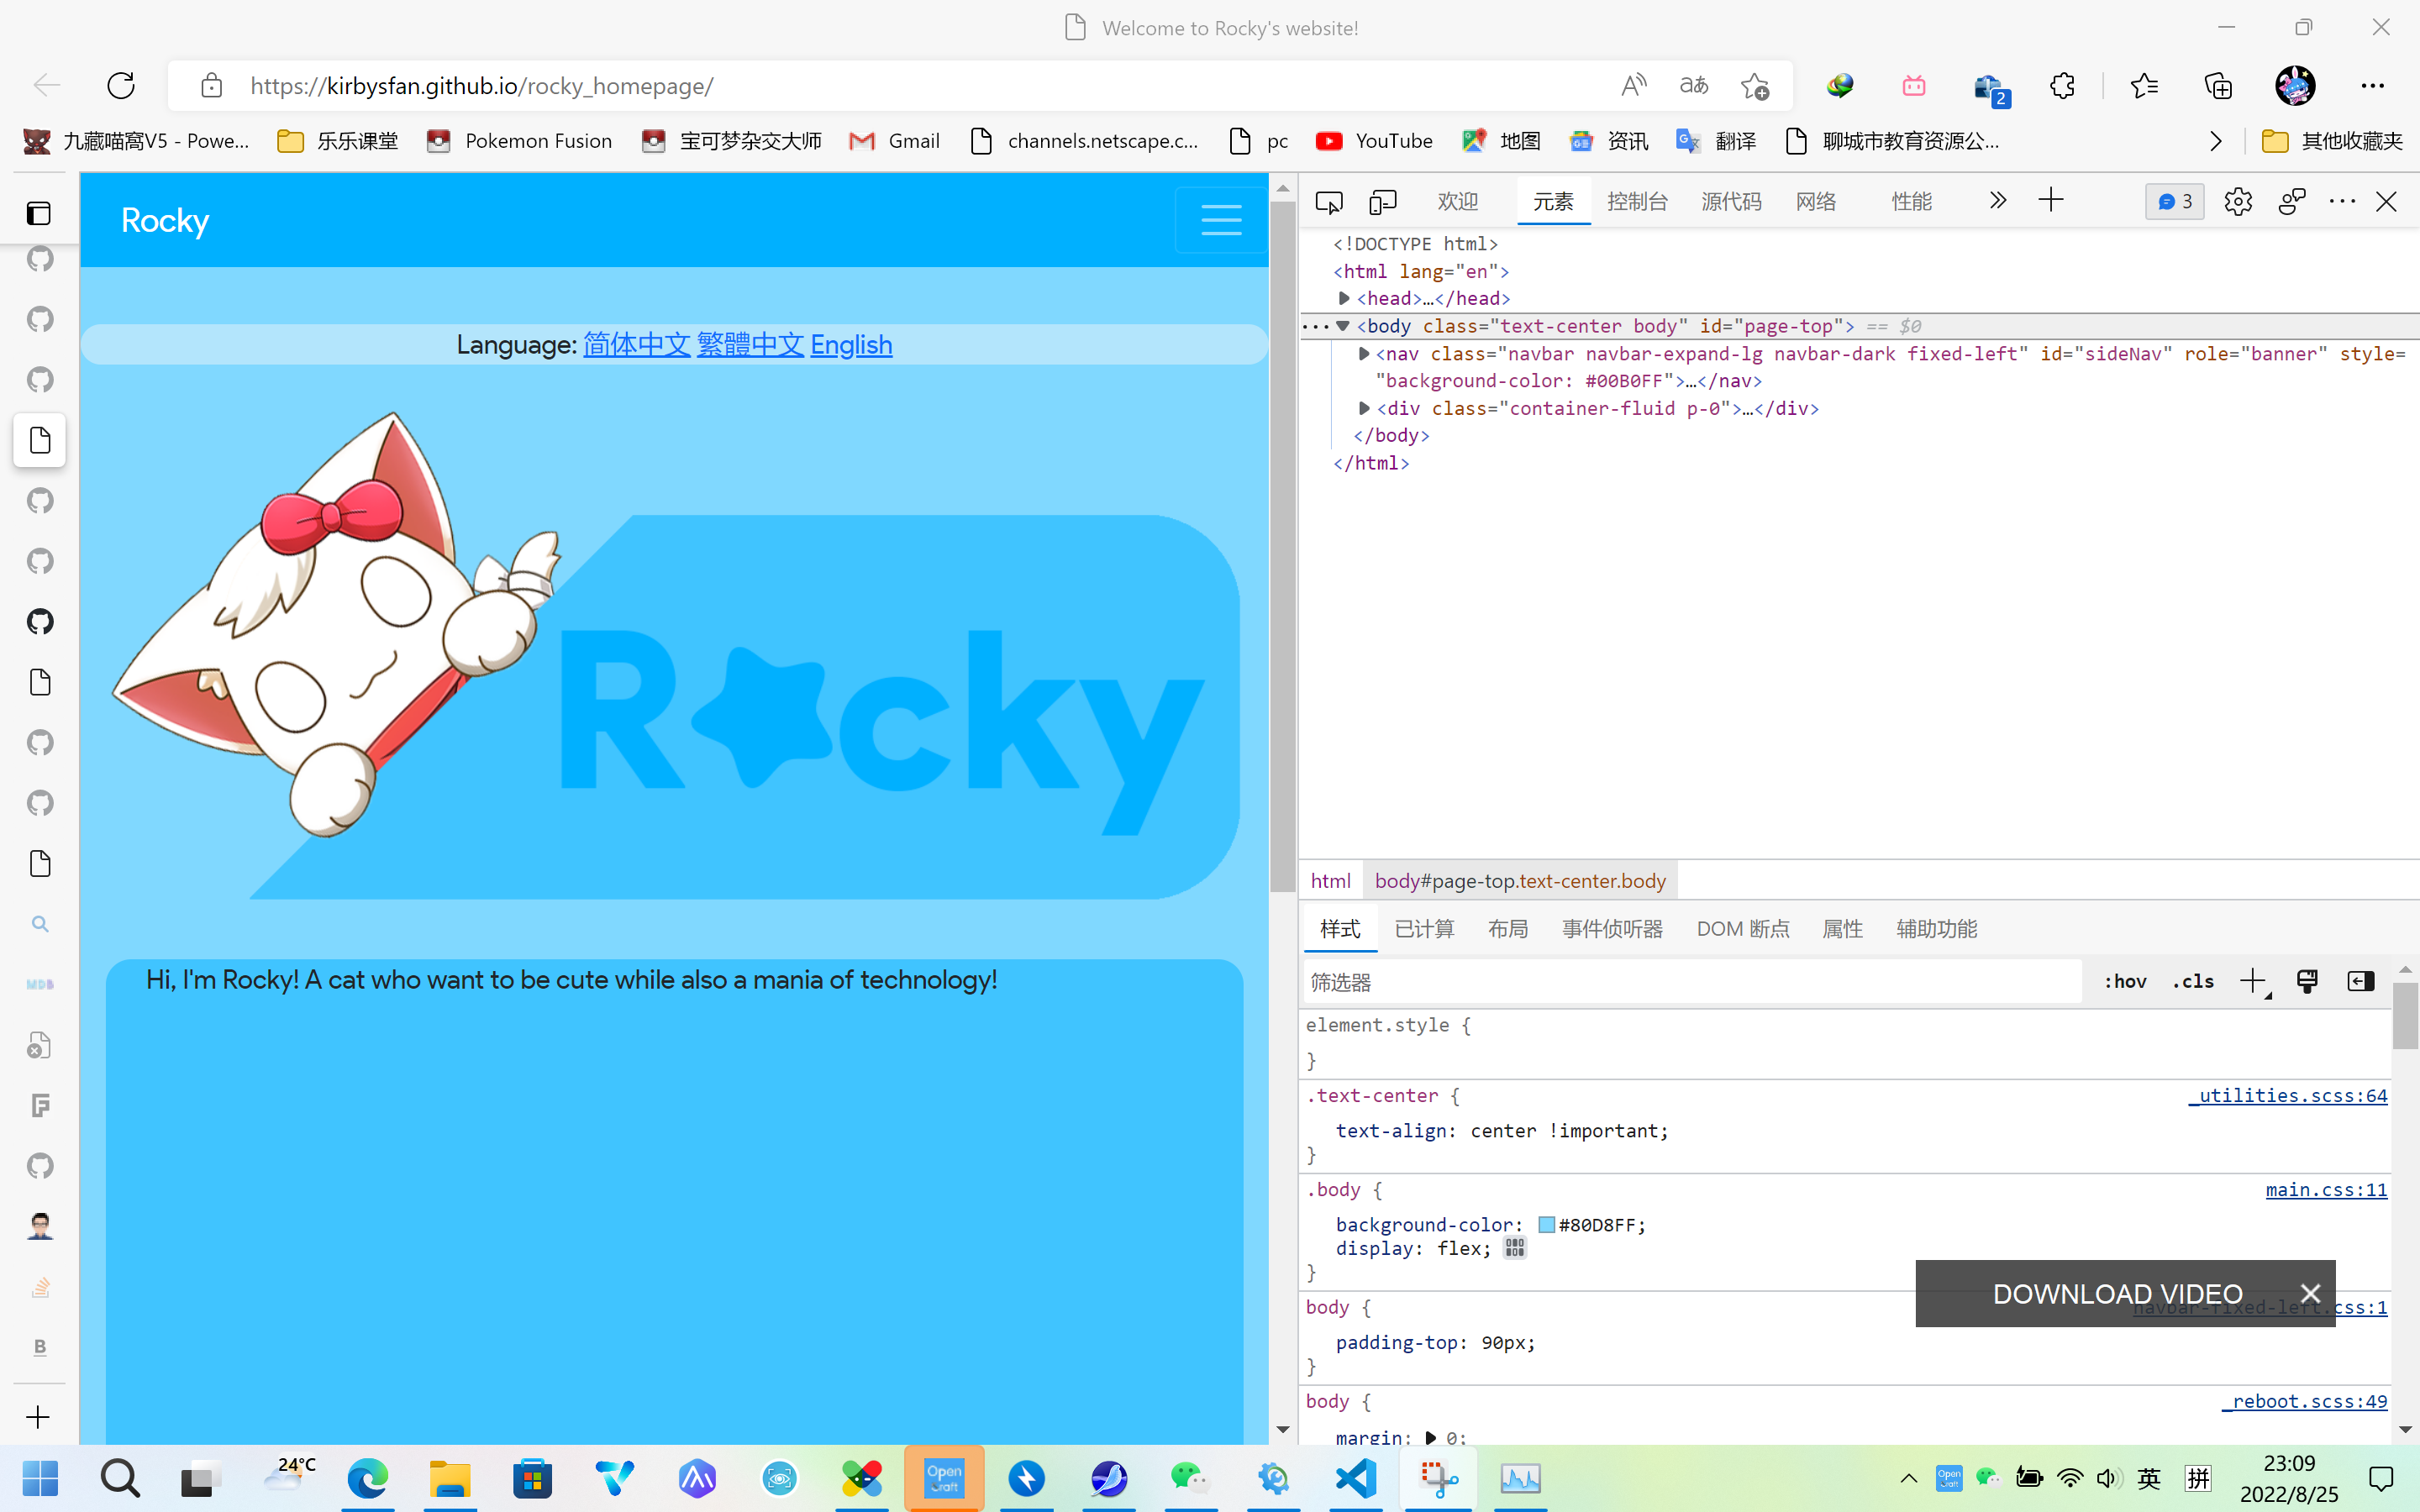 Welcome to Rocky's website!
https://kirbysfan.github.io/rocky_homepage/
2
九藏喵窝V5 - Powe... 乐乐课堂 Pokemon Fusion 宝可梦杂交大师 Gmail channels.netscape.c... pc YouTube 地图 资讯 翻译 聊城市教育资源公... 其他收藏夹
Rocky
Language: 简体中文 繁體中文 English
Rocky
Hi, I'm Rocky! A cat who want to be cute while also a mania of technology!
欢迎 元素 控制台 源代码 网络 性能 3
<!DOCTYPE html>
<html lang="en">
<head>…</head>
<body class="text-center body" id="page-top"> == $0
<nav class="navbar navbar-expand-lg navbar-dark fixed-left" id="sideNav" role="banner" style=
"background-color: #00B0FF">…</nav>
<div class="container-fluid p-0">…</div>
</body>
</html>
html body#page-top.text-center.body
样式 已计算 布局 事件侦听器 DOM 断点 属性 辅助功能
筛选器 :hov .cls
element.style {
}
.text-center { _utilities.scss:64
text-align: center !important;
}
.body { main.css:11
background-color: #80D8FF;
display: flex;
}
DOWNLOAD VIDEO
body { navbar-fixed-left.css:1
padding-top: 90px;
}
body { _reboot.scss:49
margin: 0;
MDB
B
24°C
Open Craft
Open Craft
英 拼
23:09
2022/8/25